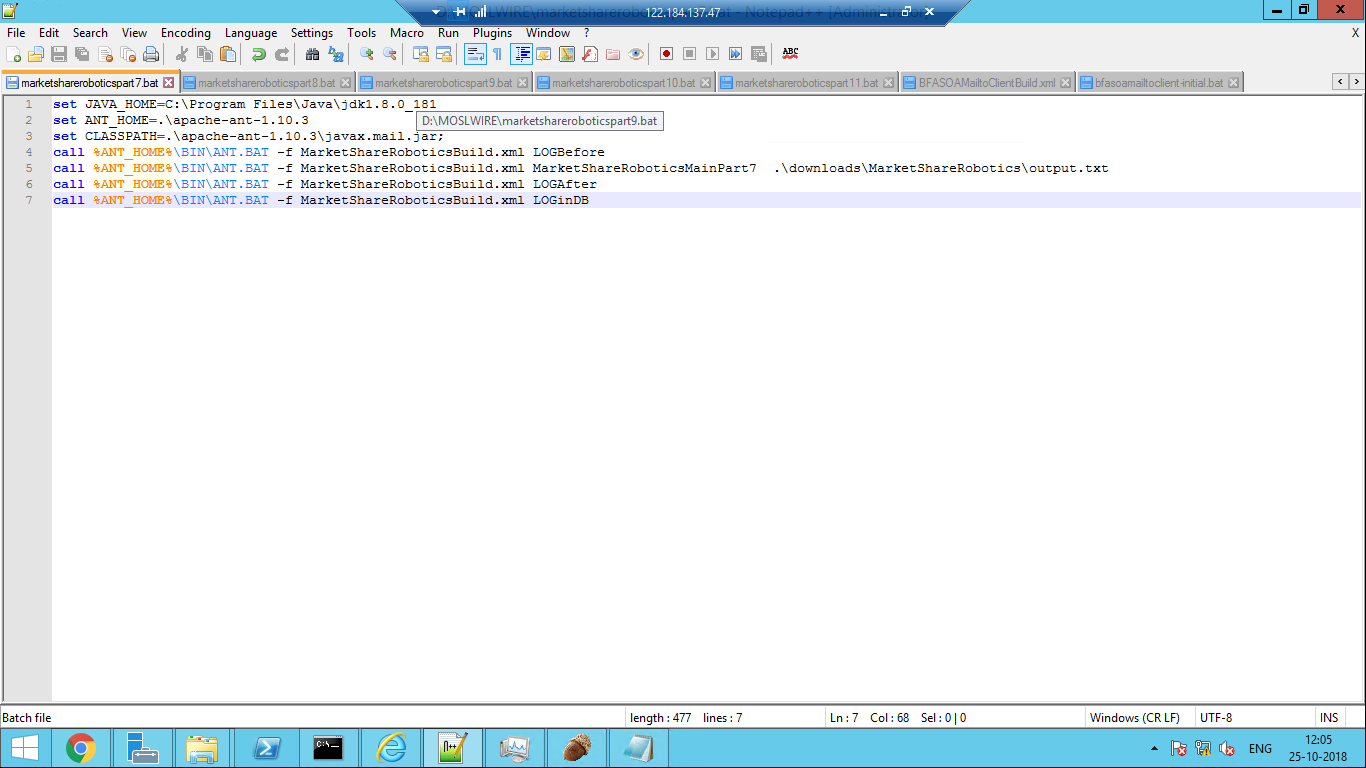 D:\MOSLWIRE\marketsharerobo 122.184.137.47 at - Notepad++ [Administrator]
File Edit Search View Encoding Language Settings Tools Macro Run Plugins Window ? X
ABC
marketshareroboticspart7.bat marketshareroboticspart8.bat marketshareroboticspart9.bat marketshareroboticspart10.bat marketshareroboticspart11.bat BFASOAMailtoClientBuild.xml bfasoamailtoclient-initial.bat
1 set JAVA_HOME=C:\Program Files\Java\jdk1.8.0_181
2 set ANT_HOME=.\apache-ant-1.10.3
D:\MOSLWIRE\marketshareroboticspart9.bat
3 set CLASSPATH=.\apache-ant-1.10.3\javax.mail.jar;
4 call %ANT_HOME%\BIN\ANT.BAT -f MarketShareRoboticsBuild.xml LOGBefore
5 call %ANT_HOME%\BIN\ANT.BAT -f MarketShareRoboticsBuild.xml MarketShareRoboticsMainPart7  .\downloads\MarketShareRobotics\output.txt
6 call %ANT_HOME%\BIN\ANT.BAT -f MarketShareRoboticsBuild.xml LOGAfter
7 call %ANT_HOME%\BIN\ANT.BAT -f MarketShareRoboticsBuild.xml LOGinDB
Batch file length : 477 lines : 7 Ln : 7 Col : 68 Sel : 0 | 0 Windows (CR LF) UTF-8 INS
ENG 12:05
25-10-2018